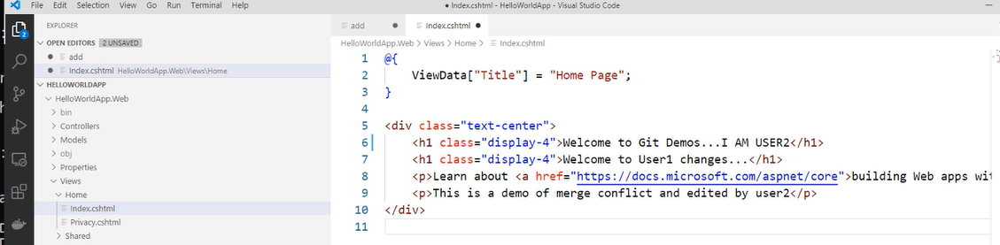 File Edit Selection View Go Run Terminal Help
● Index.cshtml - HelloWorldApp - Visual Studio Code
EXPLORER
OPEN EDITORS 2 UNSAVED
● add
● Index.cshtml HelloWorldApp.Web\Views\Home
HELLOWORLDAPP
HelloWorldApp.Web
bin
Controllers
Models
obj
Properties
Views
Home
Index.cshtml
Privacy.cshtml
Shared
2
add ●
Index.cshtml ●
HelloWorldApp.Web > Views > Home > Index.cshtml
1 @{
2 ViewData["Title"] = "Home Page";
3 }
4
5 <div class="text-center">
6 <h1 class="display-4">Welcome to Git Demos...I AM USER2</h1>
7 <h1 class="display-4">Welcome to User1 changes...</h1>
8 <p>Learn about <a href="https://docs.microsoft.com/aspnet/core">building Web apps wit
9 <p>This is a demo of merge conflict and edited by user2</p>
10 </div>
11